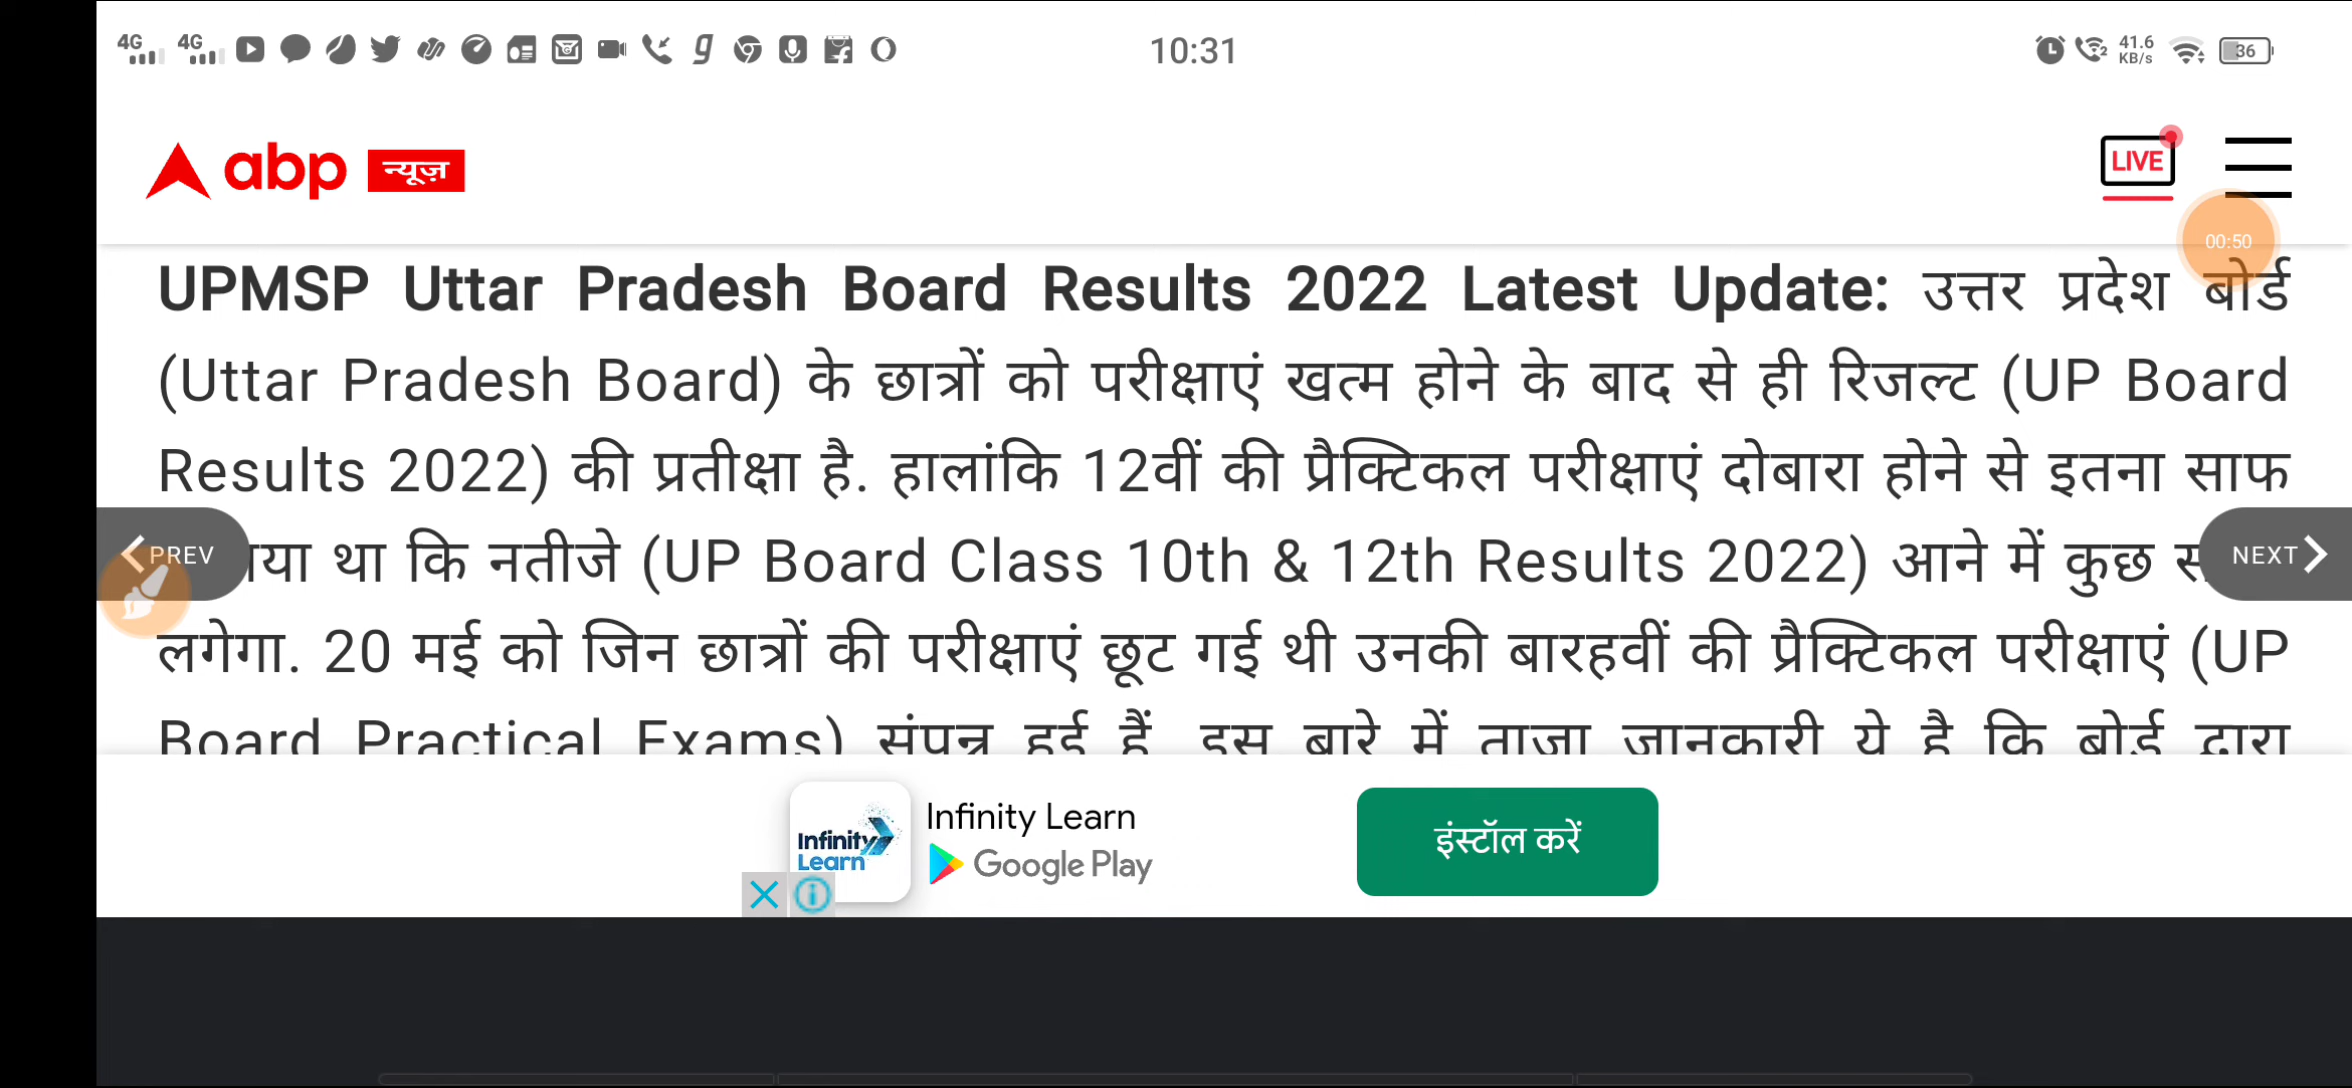 4G 4G 10:31 41.6 KB/s 36
abp न्यूज़ LIVE
00:50
UPMSP Uttar Pradesh Board Results 2022 Latest Update: उत्तर प्रदेश बोर्ड
(Uttar Pradesh Board) के छात्रों को परीक्षाएं खत्म होने के बाद से ही रिजल्ट (UP Board
Results 2022) की प्रतीक्षा है. हालांकि 12वीं की प्रैक्टिकल परीक्षाएं दोबारा होने से इतना साफ
PREV था कि नतीजे (UP Board Class 10th & 12th Results 2022) आने में कुछ NEXT
लगेगा. 20 मई को जिन छात्रों की परीक्षाएं छूट गई थी उनकी बारहवीं की प्रैक्टिकल परीक्षाएं (UP
Board Practical Exams) संपन्न हुई हैं. इस बारे में ताजा जानकारी ये है कि बोर्ड द्वारा
Infinity Learn
Infinity Learn
Google Play
इंस्टॉल करें